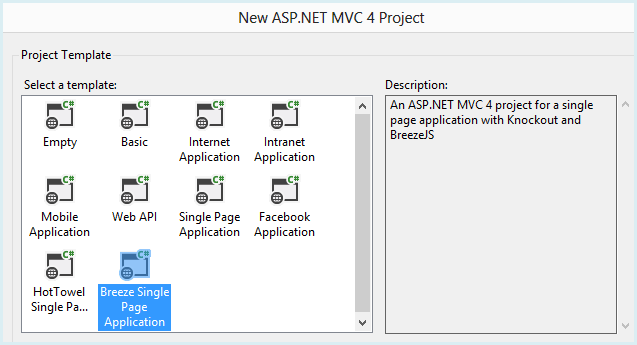 New ASP.NET MVC 4 Project
Project Template
Select a template:
Description:
An ASP.NET MVC 4 project for a single
page application with Knockout and
BreezeJS
C# C# C# C#
Empty Basic Internet Intranet
Application Application
C# C# C# C#
Mobile Web API Single Page Facebook
Application Application Application
C# C#
HotTowel Breeze Single
Single Pa... Page
Application